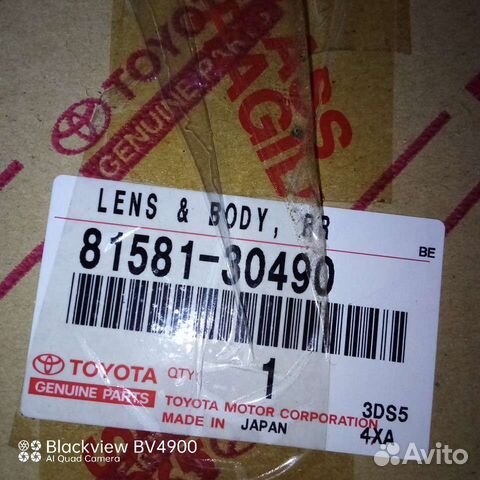 TOYOTA
GENUINE PARTS
GLASS
FRAGILE
LENS & BODY, RR
BE
81581-30490
TOYOTA
GENUINE PARTS
QTY.
1
TOYOTA MOTOR CORPORATION
MADE IN JAPAN
3DS5
4XA
Blackview BV4900
AI Quad Camera
Avito